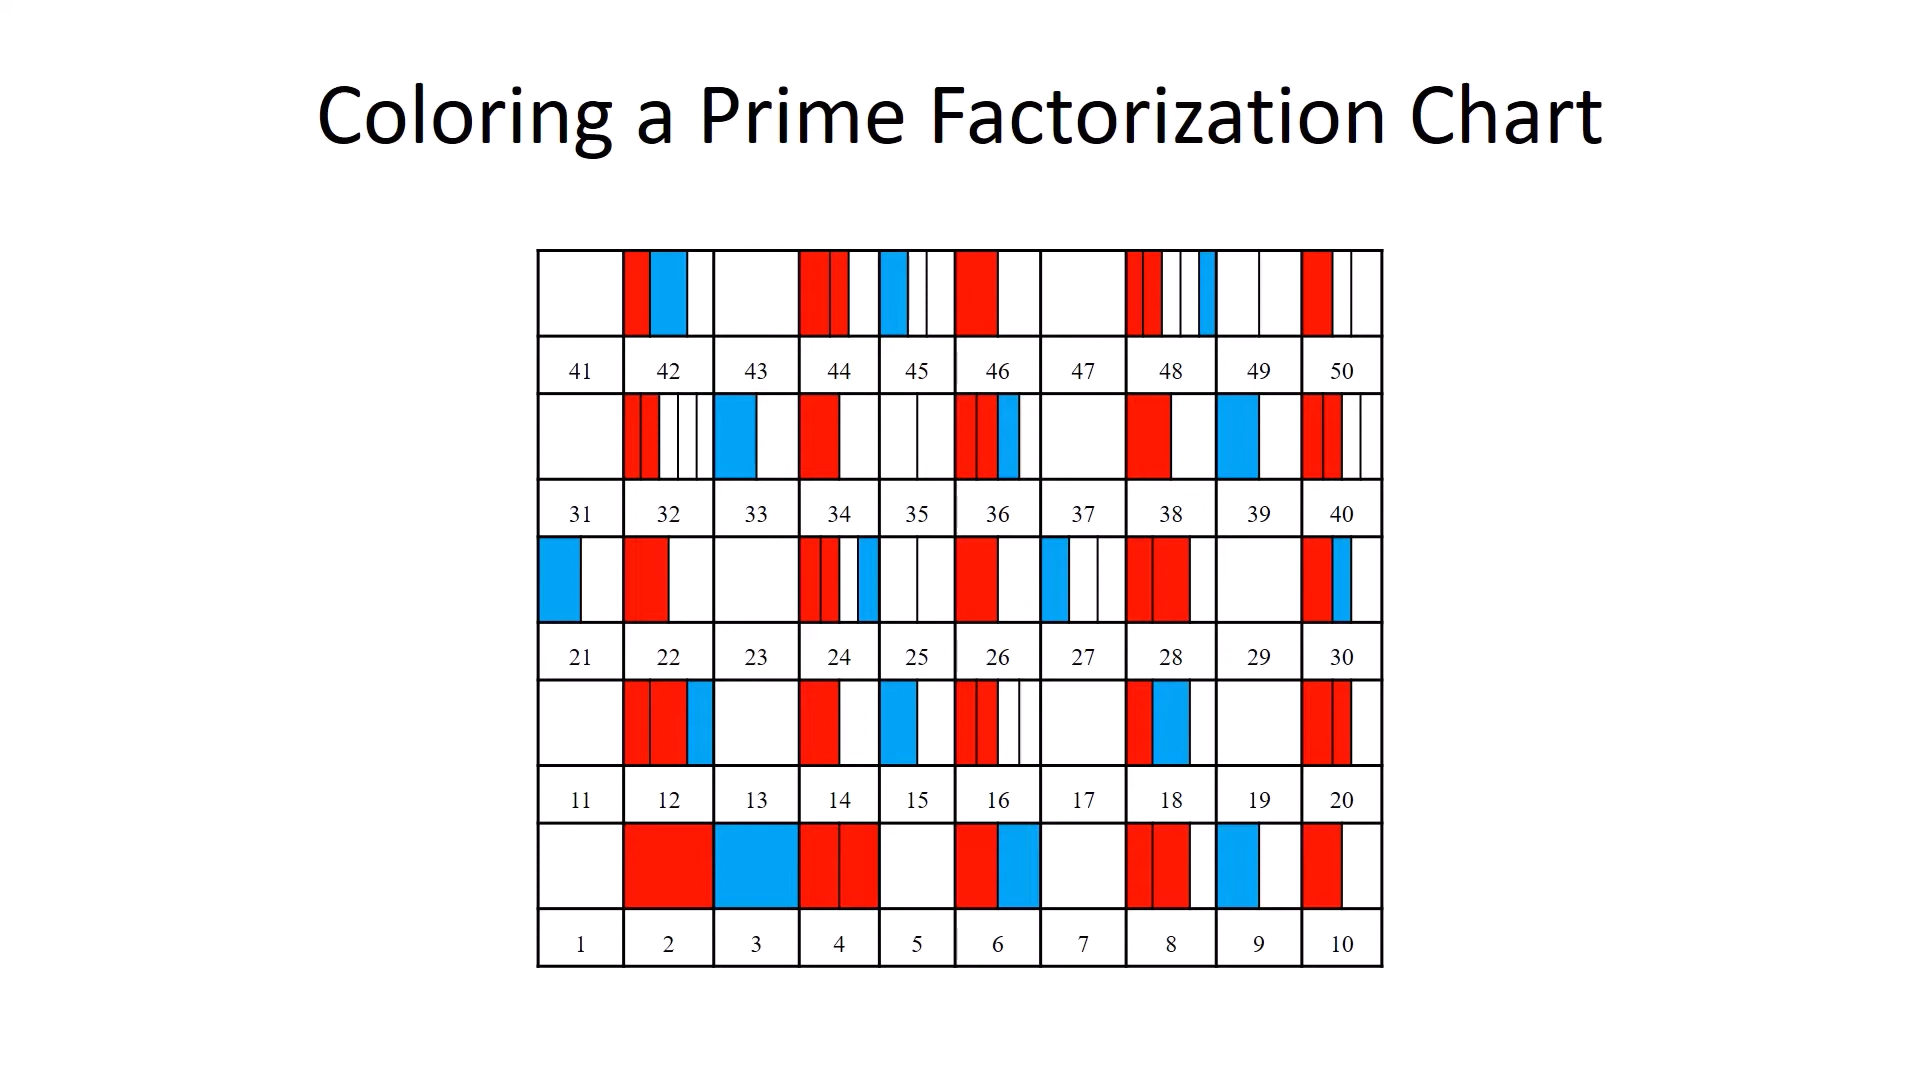 Coloring a Prime Factorization Chart
41 42 43 44 45 46 47 48 49 50
31 32 33 34 35 36 37 38 39 40
21 22 23 24 25 26 27 28 29 30
11 12 13 14 15 16 17 18 19 20
1 2 3 4 5 6 7 8 9 10